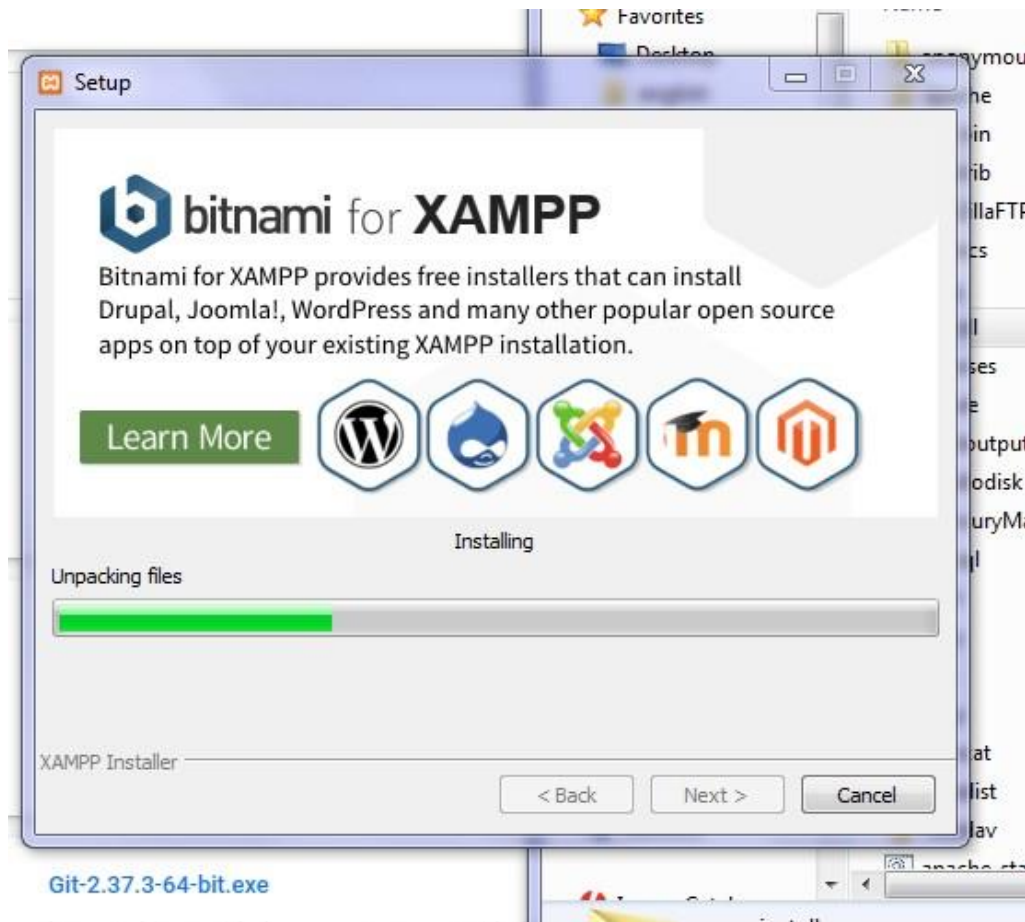 Favorites
Desktop
Setup
bitnami for XAMPP
Bitnami for XAMPP provides free installers that can install
Drupal, Joomla!, WordPress and many other popular open source
apps on top of your existing XAMPP installation.
Learn More
Installing
Unpacking files
XAMPP Installer
< Back
Next >
Cancel
Git-2.37.3-64-bit.exe